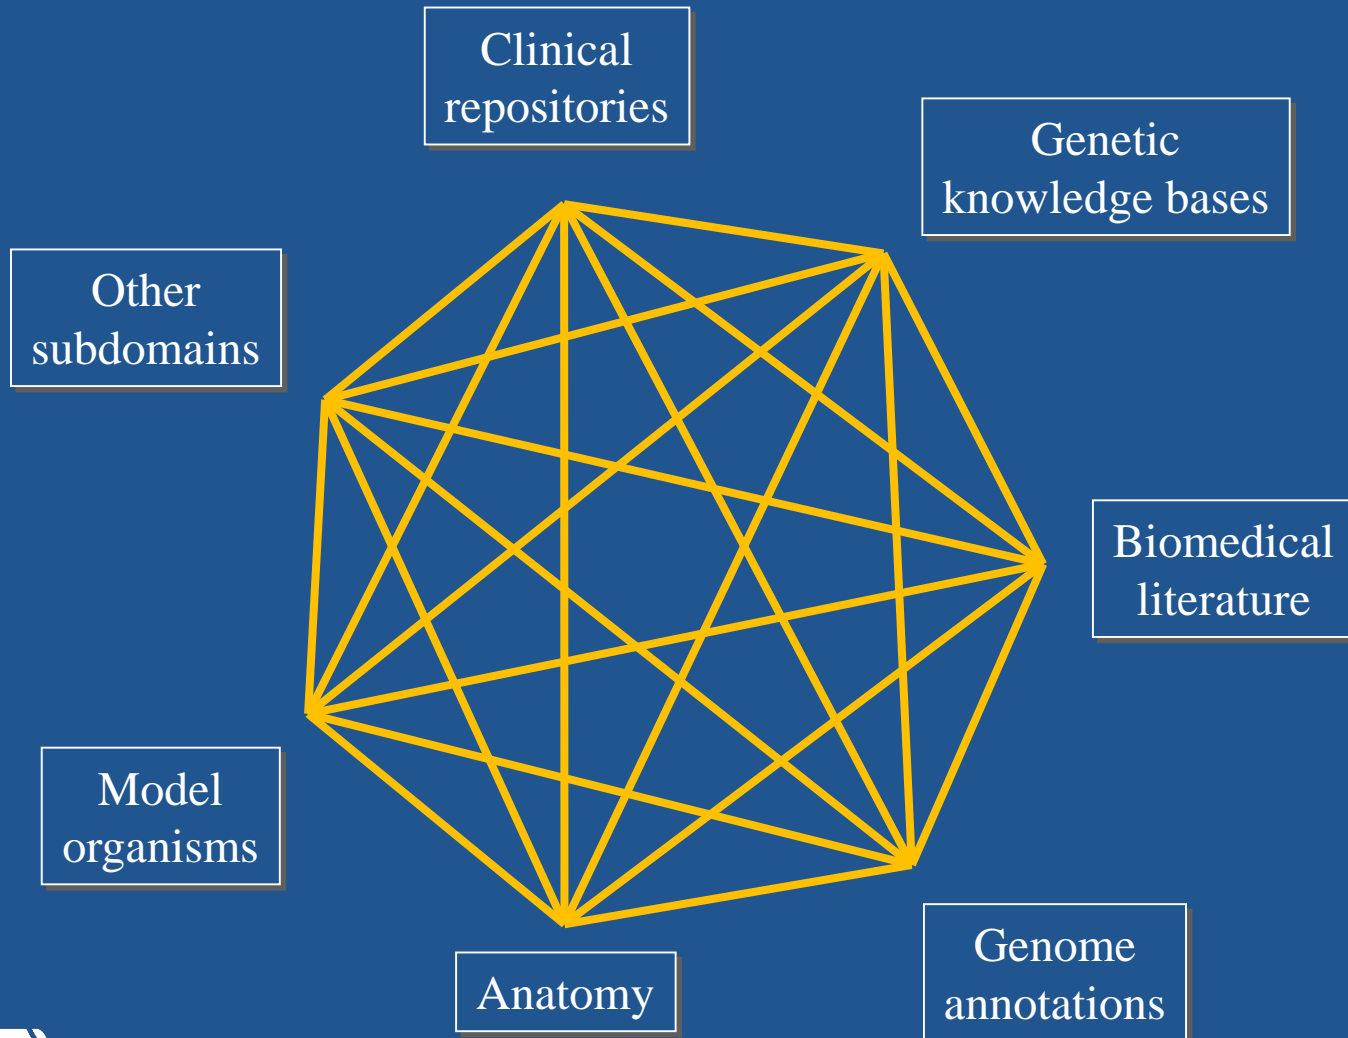 Clinical
repositories
Genetic
knowledge bases
Other
subdomains
Biomedical
literature
Model
organisms
Anatomy
Genome
annotations